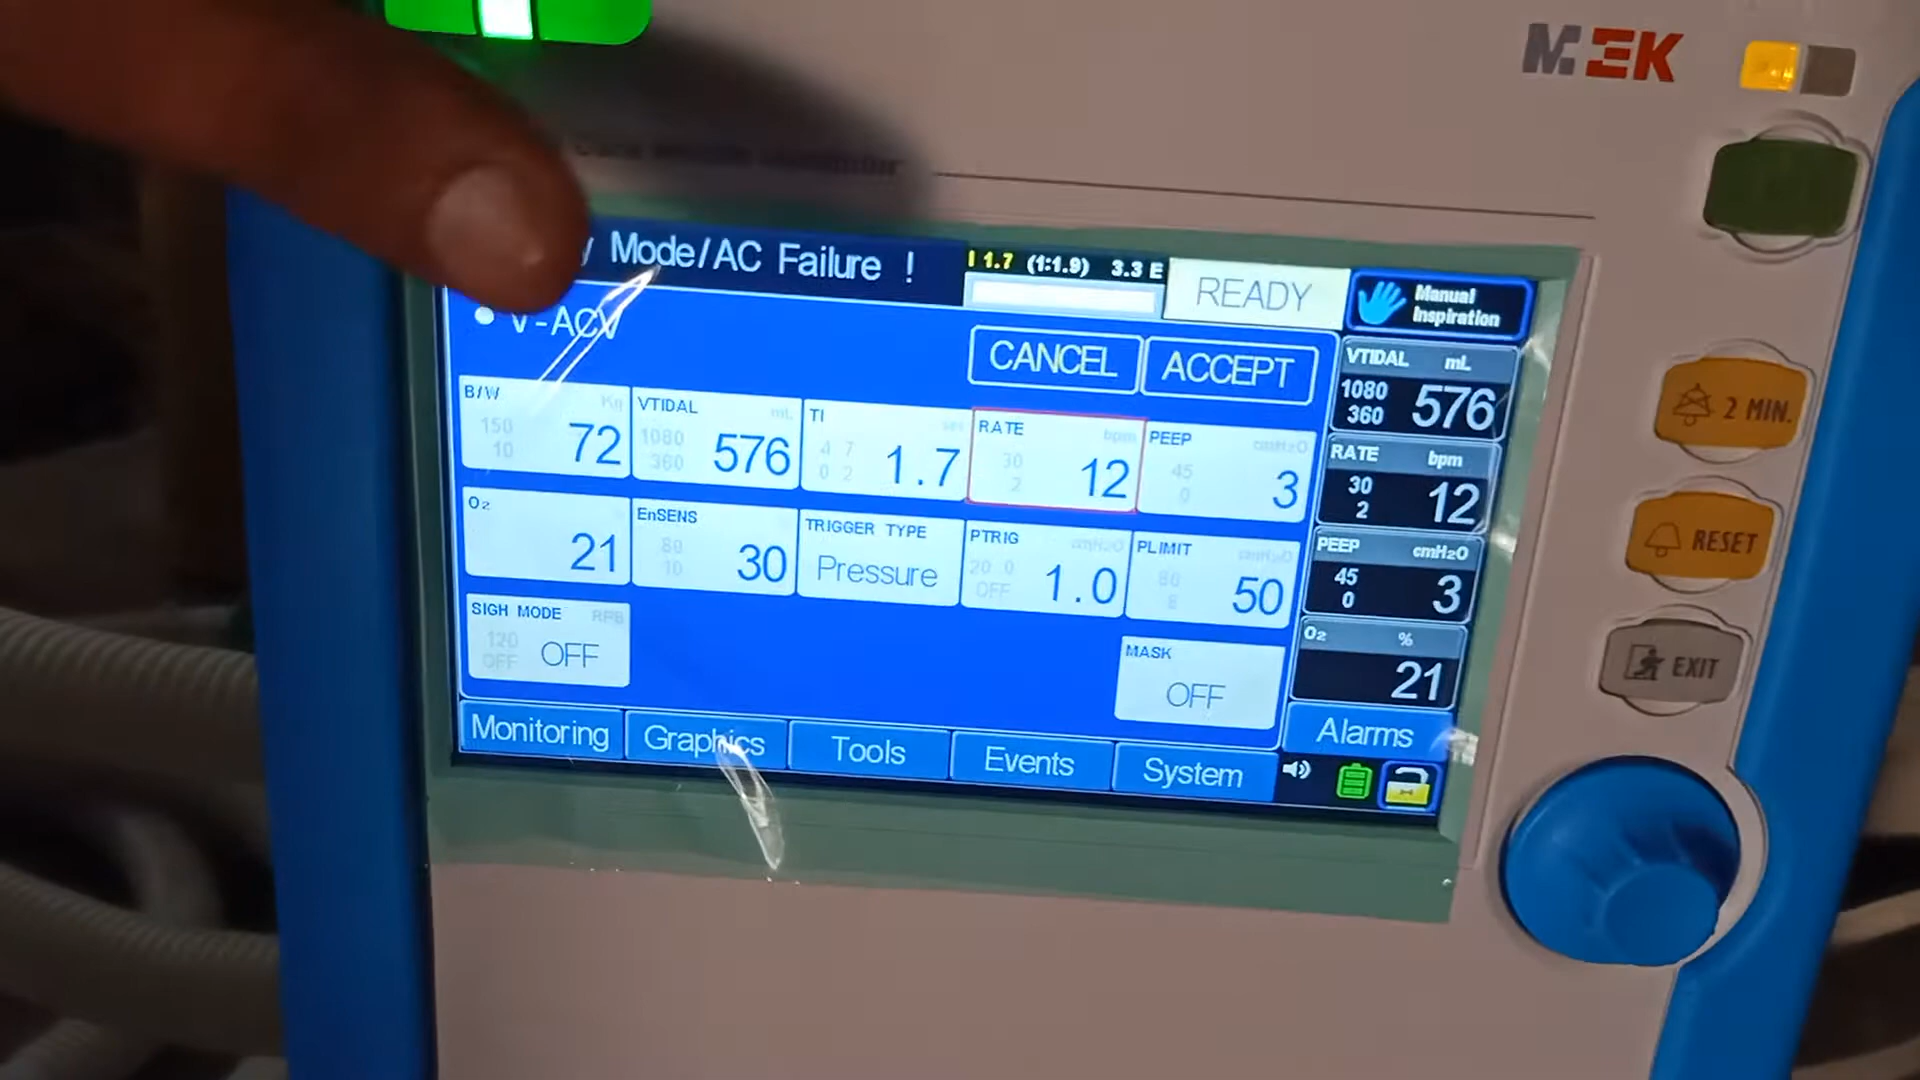 MEK
Mode/AC Failure !
I 1.7 (1:1.9) 3.3 E
READY
Manual
Inspiration
V-ACV
CANCEL
ACCEPT
B/W Kg
150
10
72
VTIDAL mL
1080
360
576
TI sec
4 7
0 2
1.7
RATE bpm
30
2
12
PEEP cmH2O
45
0
3
O2
21
EnSENS
80
10
30
TRIGGER TYPE
Pressure
PTRIG cmH2O
20 0
OFF
1.0
PLIMIT cmH2O
80
50
SIGH MODE RPB
120
OFF
OFF
MASK
OFF
VTIDAL mL
1080
360
576
RATE bpm
30
2
12
PEEP cmH2O
45
0
3
O2 %
21
Monitoring
Graphics
Tools
Events
System
Alarms
2 MIN.
RESET
EXIT